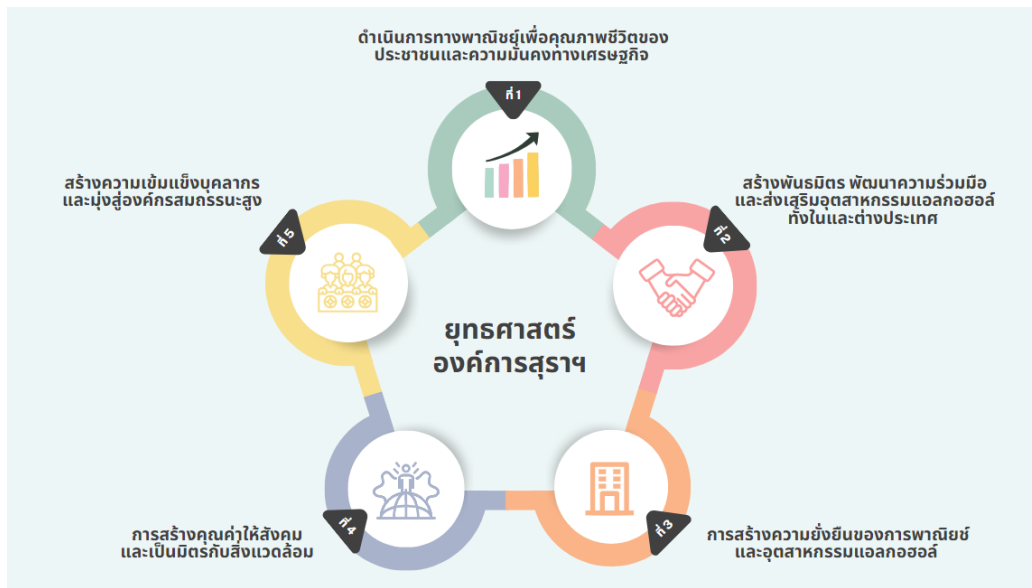 ดำเนินการทางพาณิชย์เพื่อคุณภาพชีวิตของ
ประชาชนและความมั่นคงทางเศรษฐกิจ
ที่ 1
สร้างพันธมิตร พัฒนาความร่วมมือ
และส่งเสริมอุตสาหกรรมแอลกอฮอล์
ทั้งในและต่างประเทศ
ที่ 2
การสร้างความยั่งยืนของการพาณิยช์
และอุตสาหกรรมแอลกอฮอล์
ที่ 3
การสร้างคุณค่าให้สังคม
และเป็นมิตรกับสิ่งแวดล้อม
ที่ 4
สร้างความเข้มแข็งบุคลากร
และมุ่งสู่องค์กรสมถรรนะสูง
ที่ 5
ยุทธศาสตร์
องค์การสุราฯ